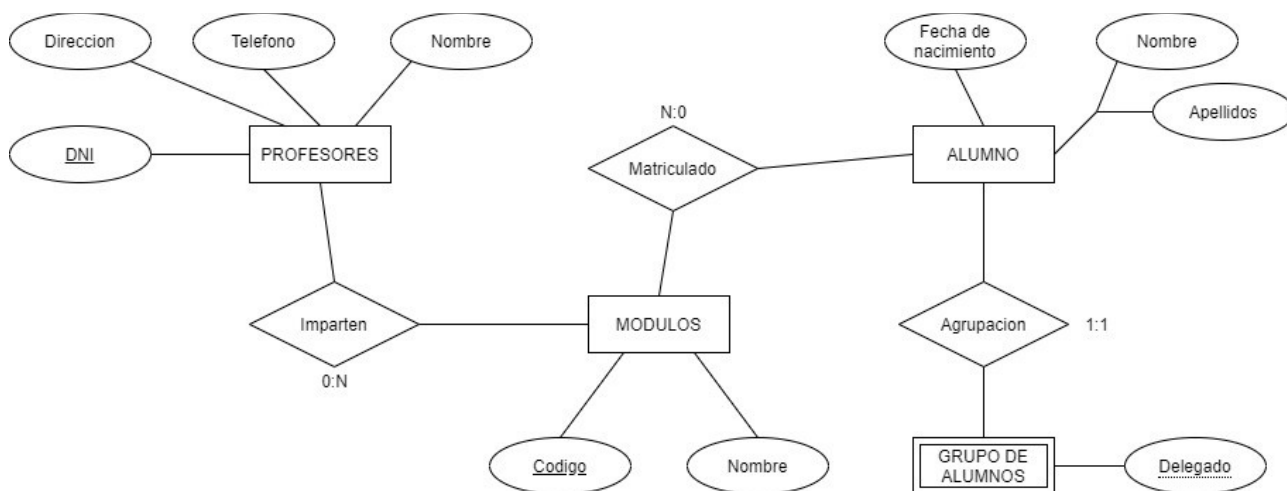 Direccion
Telefono
Nombre
Fecha de
nacimiento
Nombre
Apellidos
N:0
DNI
PROFESORES
Matriculado
ALUMNO
Imparten
MODULOS
Agrupacion
1:1
0:N
Codigo
Nombre
GRUPO DE
ALUMNOS
Delegado